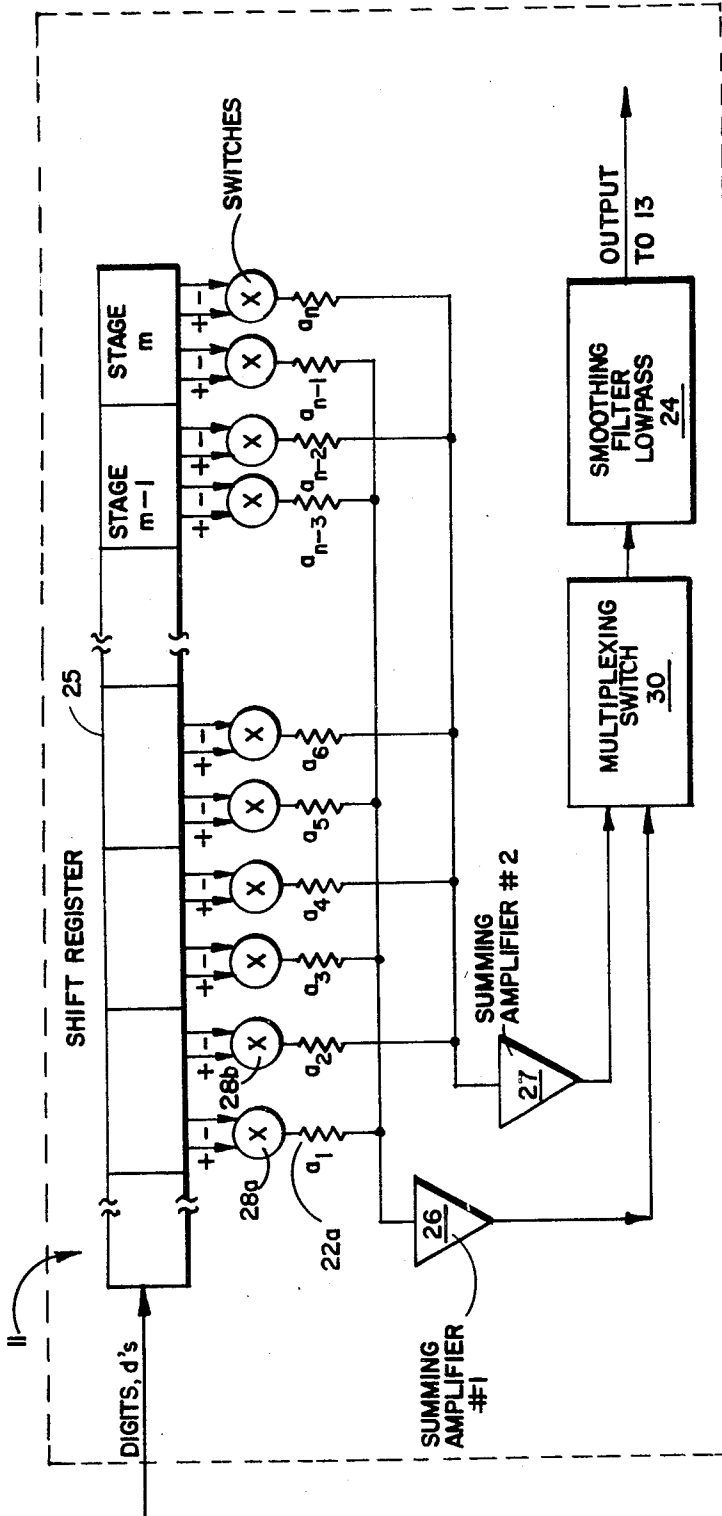 11
DIGITS, d's
SHIFT REGISTER
25
STAGE
m-1
STAGE
m
+ - + - + - + - + - + - + - + - + - + -
X X X X X X X X X X
SWITCHES
28a
28b
22a
a1 a2 a3 a4 a5 a6 an-3 an-2 an-1 an
SUMMING
AMPLIFIER
#1
26
SUMMING
AMPLIFIER #2
27
MULTIPLEXING
SWITCH
30
SMOOTHING
FILTER
LOWPASS
24
OUTPUT
TO 13